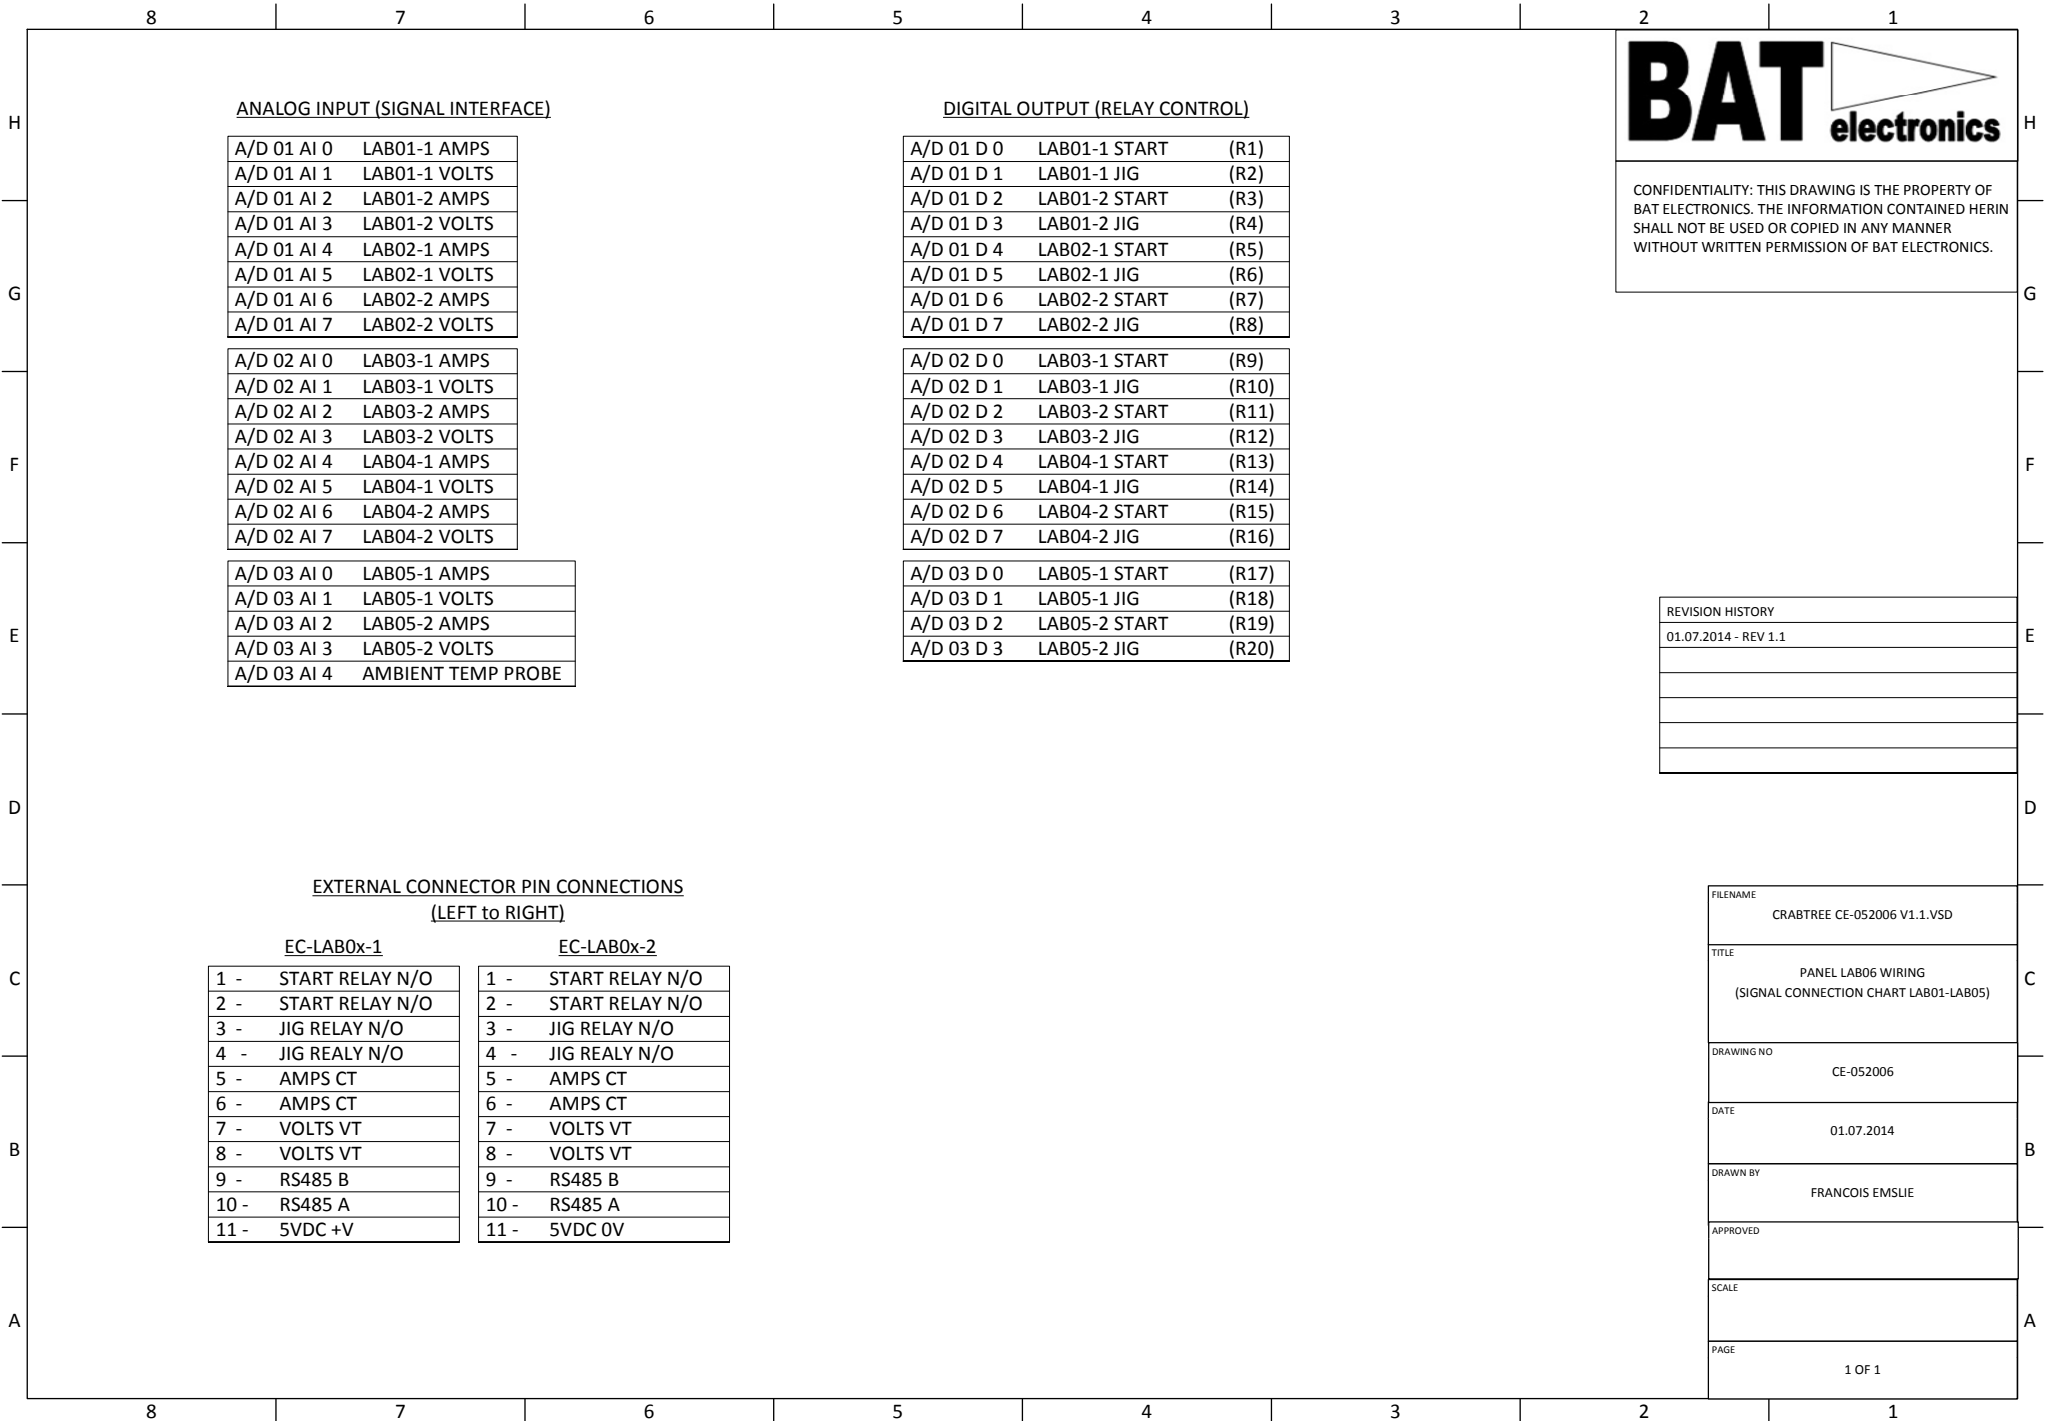 8 7 6 5 4 3 2 1
H
G
F
E
D
C
B
A
ANALOG INPUT (SIGNAL INTERFACE)
A/D 01 AI 0 LAB01-1 AMPS
A/D 01 AI 1 LAB01-1 VOLTS
A/D 01 AI 2 LAB01-2 AMPS
A/D 01 AI 3 LAB01-2 VOLTS
A/D 01 AI 4 LAB02-1 AMPS
A/D 01 AI 5 LAB02-1 VOLTS
A/D 01 AI 6 LAB02-2 AMPS
A/D 01 AI 7 LAB02-2 VOLTS
A/D 02 AI 0 LAB03-1 AMPS
A/D 02 AI 1 LAB03-1 VOLTS
A/D 02 AI 2 LAB03-2 AMPS
A/D 02 AI 3 LAB03-2 VOLTS
A/D 02 AI 4 LAB04-1 AMPS
A/D 02 AI 5 LAB04-1 VOLTS
A/D 02 AI 6 LAB04-2 AMPS
A/D 02 AI 7 LAB04-2 VOLTS
A/D 03 AI 0 LAB05-1 AMPS
A/D 03 AI 1 LAB05-1 VOLTS
A/D 03 AI 2 LAB05-2 AMPS
A/D 03 AI 3 LAB05-2 VOLTS
A/D 03 AI 4 AMBIENT TEMP PROBE
DIGITAL OUTPUT (RELAY CONTROL)
A/D 01 D 0 LAB01-1 START (R1)
A/D 01 D 1 LAB01-1 JIG (R2)
A/D 01 D 2 LAB01-2 START (R3)
A/D 01 D 3 LAB01-2 JIG (R4)
A/D 01 D 4 LAB02-1 START (R5)
A/D 01 D 5 LAB02-1 JIG (R6)
A/D 01 D 6 LAB02-2 START (R7)
A/D 01 D 7 LAB02-2 JIG (R8)
A/D 02 D 0 LAB03-1 START (R9)
A/D 02 D 1 LAB03-1 JIG (R10)
A/D 02 D 2 LAB03-2 START (R11)
A/D 02 D 3 LAB03-2 JIG (R12)
A/D 02 D 4 LAB04-1 START (R13)
A/D 02 D 5 LAB04-1 JIG (R14)
A/D 02 D 6 LAB04-2 START (R15)
A/D 02 D 7 LAB04-2 JIG (R16)
A/D 03 D 0 LAB05-1 START (R17)
A/D 03 D 1 LAB05-1 JIG (R18)
A/D 03 D 2 LAB05-2 START (R19)
A/D 03 D 3 LAB05-2 JIG (R20)
EXTERNAL CONNECTOR PIN CONNECTIONS
(LEFT to RIGHT)
EC-LAB0x-1
1 - START RELAY N/O
2 - START RELAY N/O
3 - JIG RELAY N/O
4 - JIG REALY N/O
5 - AMPS CT
6 - AMPS CT
7 - VOLTS VT
8 - VOLTS VT
9 - RS485 B
10 - RS485 A
11 - 5VDC +V
EC-LAB0x-2
1 - START RELAY N/O
2 - START RELAY N/O
3 - JIG RELAY N/O
4 - JIG REALY N/O
5 - AMPS CT
6 - AMPS CT
7 - VOLTS VT
8 - VOLTS VT
9 - RS485 B
10 - RS485 A
11 - 5VDC 0V
BAT
electronics
CONFIDENTIALITY: THIS DRAWING IS THE PROPERTY OF
BAT ELECTRONICS. THE INFORMATION CONTAINED HERIN
SHALL NOT BE USED OR COPIED IN ANY MANNER
WITHOUT WRITTEN PERMISSION OF BAT ELECTRONICS.
REVISION HISTORY
01.07.2014 - REV 1.1
FILENAME
CRABTREE CE-052006 V1.1.VSD
TITLE
PANEL LAB06 WIRING
(SIGNAL CONNECTION CHART LAB01-LAB05)
DRAWING NO
CE-052006
DATE
01.07.2014
DRAWN BY
FRANCOIS EMSLIE
APPROVED
SCALE
PAGE
1 OF 1
H
G
F
E
D
C
B
A
8 7 6 5 4 3 2 1